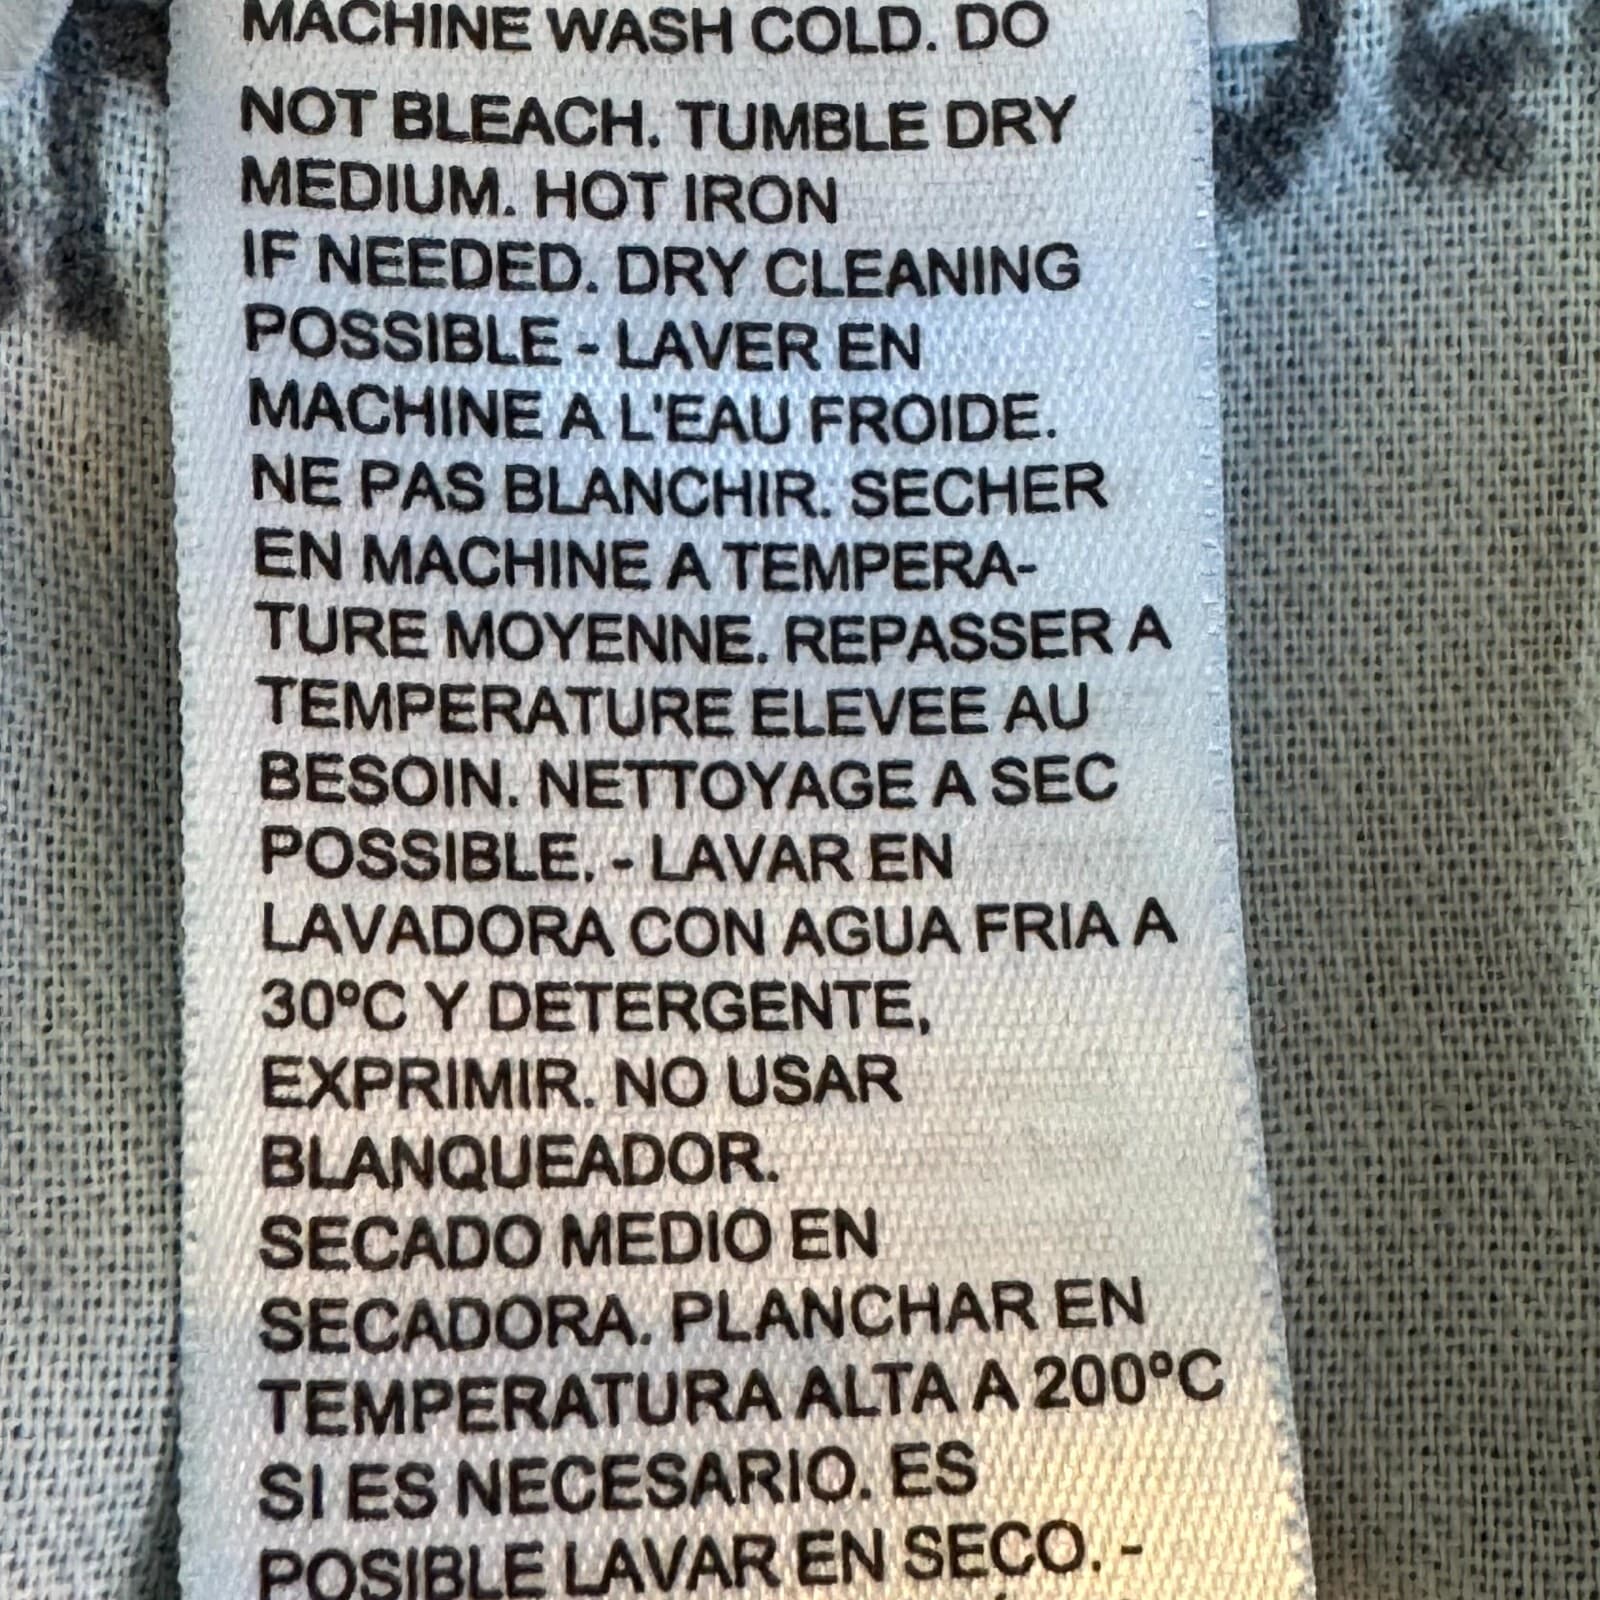 MACHINE WASH COLD. DO
NOT BLEACH. TUMBLE DRY
MEDIUM. HOT IRON
IF NEEDED. DRY CLEANING
POSSIBLE - LAVER EN
MACHINE A L'EAU FROIDE.
NE PAS BLANCHIR. SECHER
EN MACHINE A TEMPERA-
TURE MOYENNE. REPASSER A
TEMPERATURE ELEVEE AU
BESOIN. NETTOYAGE A SEC
POSSIBLE. - LAVAR EN
LAVADORA CON AGUA FRIA A
30ºC Y DETERGENTE,
EXPRIMIR. NO USAR
BLANQUEADOR.
SECADO MEDIO EN
SECADORA. PLANCHAR EN
TEMPERATURA ALTA A 200ºC
SI ES NECESARIO. ES
POSIBLE LAVAR EN SECO. -